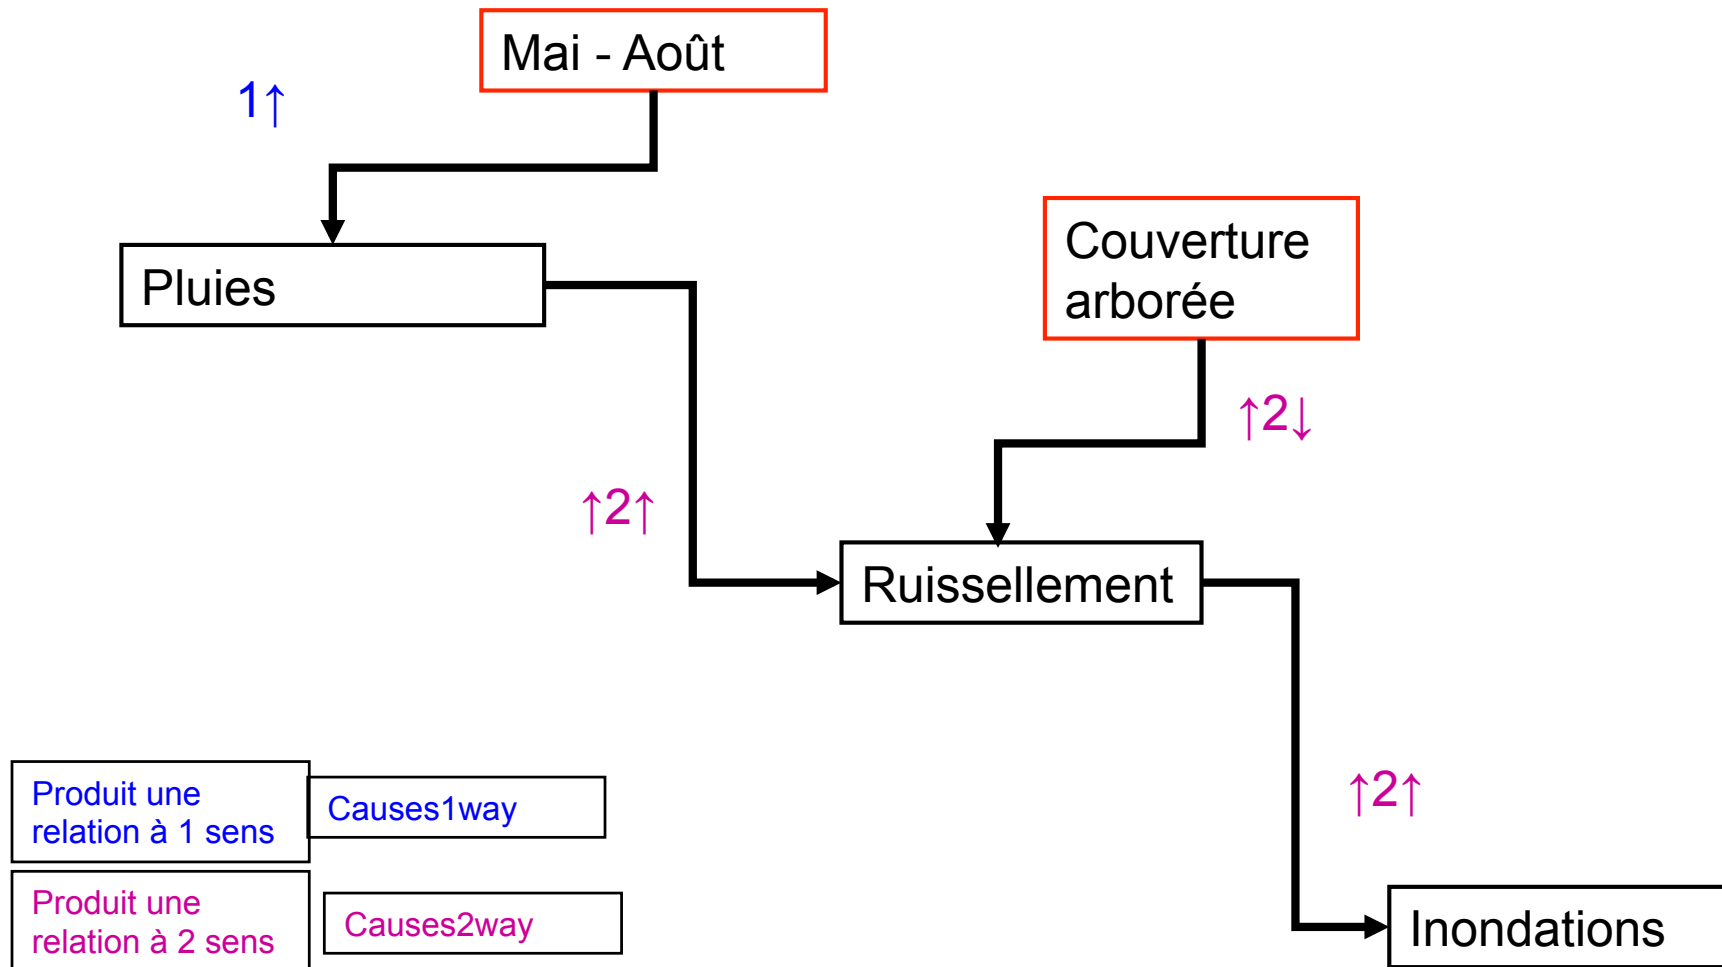 Mai - Août
1↑
Couverture
arborée
Pluies
↑2↓
↑2↑
Ruissellement
↑2↑
Produit une
relation à 1 sens
Causes1way
Produit une
relation à 2 sens
Causes2way
Inondations